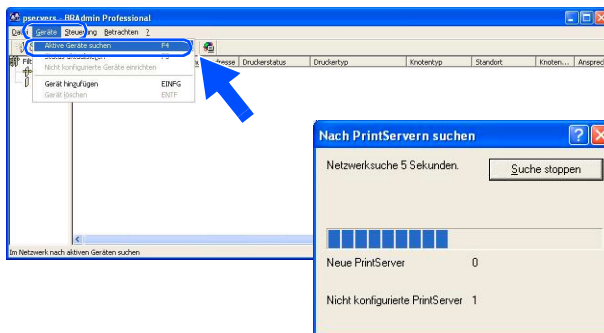 pservers - BRAdmin Professional
Datei Geräte Steuerung Betrachten ?
Aktive Geräte suchen F4
Nicht konfigurierte Geräte einrichten
Gerät hinzufügen EINFG
Gerät löschen ENTF
Druckerstatus Druckertyp Knotentyp Standort Knoten...
Im Netzwerk nach aktiven Geräten suchen
Nach PrintServern suchen
Netzwerksuche 5 Sekunden.
Suche stoppen
Neue PrintServer 0
Nicht konfigurierte PrintServer 1